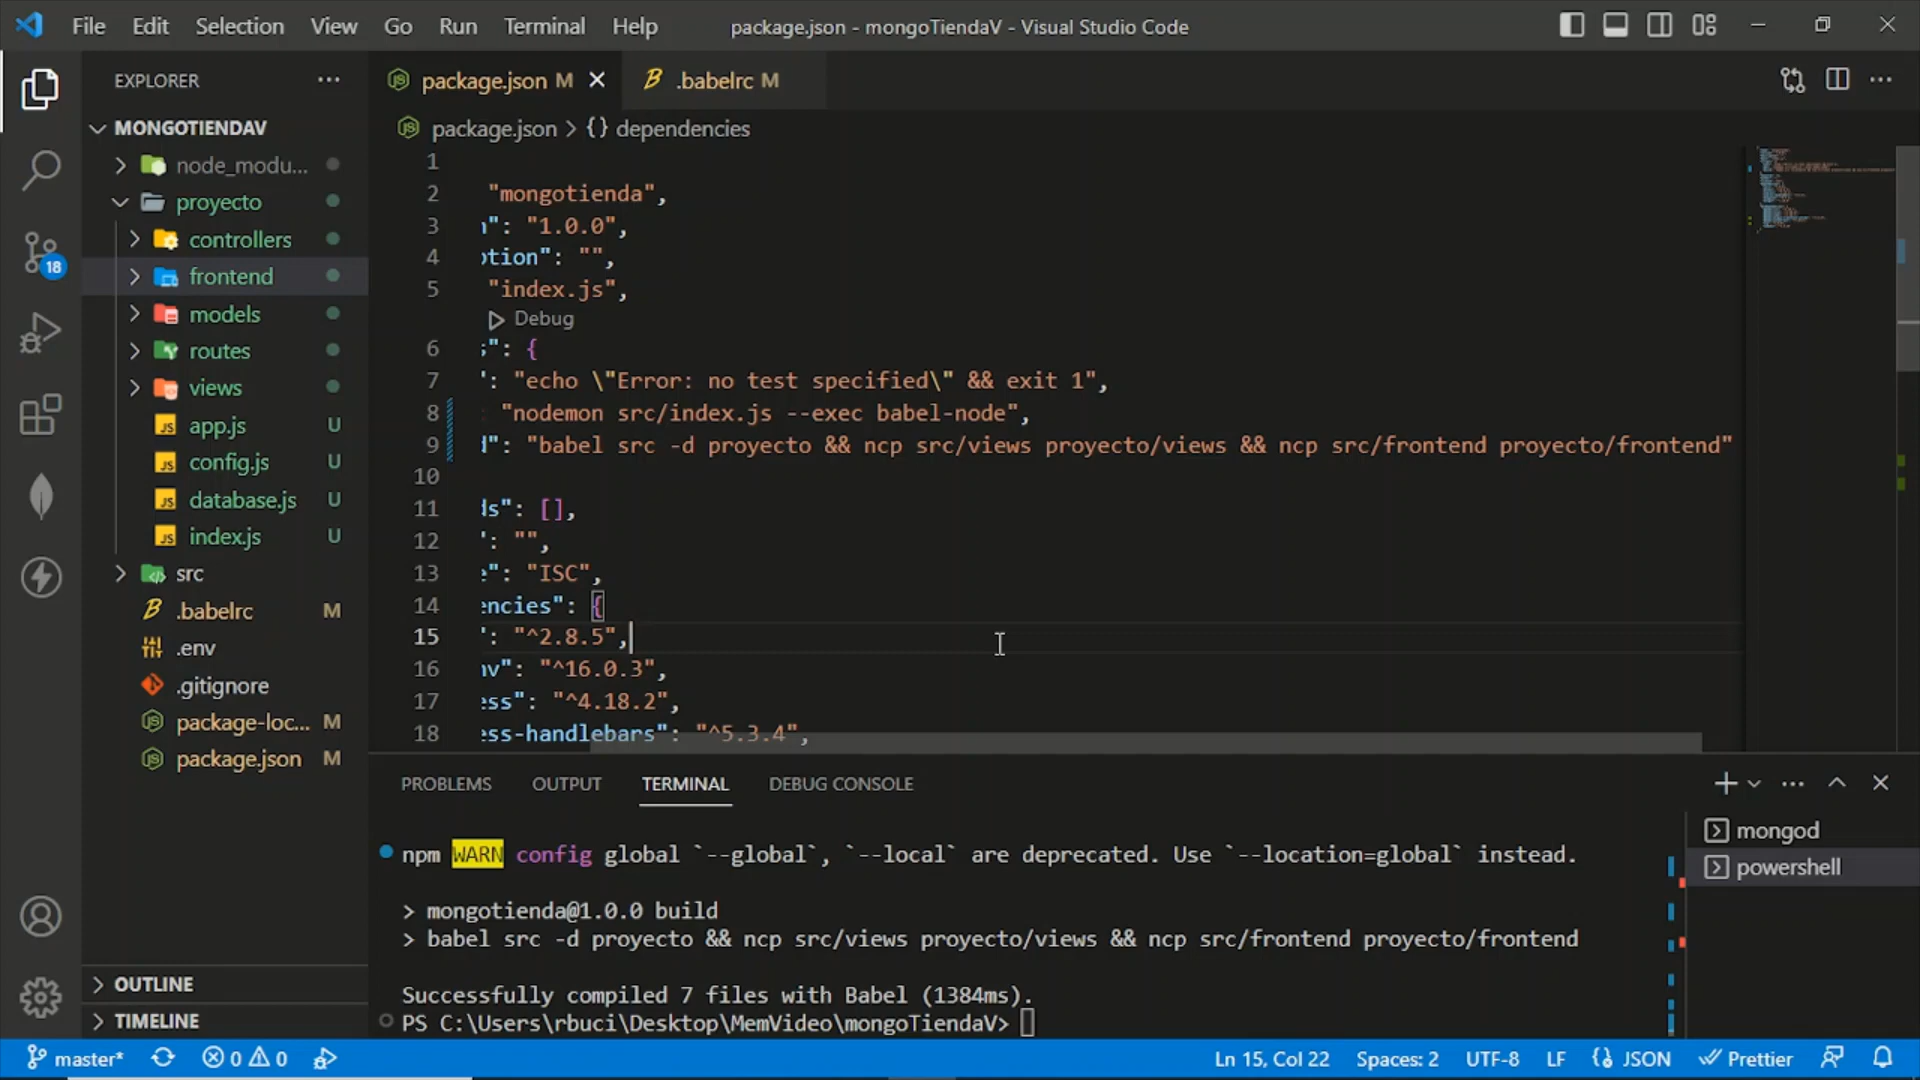 File Edit Selection View Go Run Terminal Help package.json - mongoTiendaV - Visual Studio Code
EXPLORER
MONGOTIENDAV
node_modu...
proyecto
controllers
frontend
models
routes
views
app.js U
config.js U
database.js U
index.js U
src
.babelrc M
.env
.gitignore
package-loc... M
package.json M
OUTLINE
TIMELINE
18
package.json M .babelrc M
package.json > {} dependencies
1
2 "mongotienda",
3 ": "1.0.0",
4 ption": "",
5 "index.js",
Debug
6 ": {
7 ": "echo \"Error: no test specified\" && exit 1",
8 "nodemon src/index.js --exec babel-node",
9 d": "babel src -d proyecto && ncp src/views proyecto/views && ncp src/frontend proyecto/frontend"
10
11 ds": [],
12 ": "",
13 e": "ISC",
14 encies": {
15 ": "^2.8.5",
16 nv": "^16.0.3",
17 ess": "^4.18.2",
18 ess-handlebars": "^5.3.4",
PROBLEMS OUTPUT TERMINAL DEBUG CONSOLE
npm WARN config global `--global`, `--local` are deprecated. Use `--location=global` instead.
> mongotienda@1.0.0 build
> babel src -d proyecto && ncp src/views proyecto/views && ncp src/frontend proyecto/frontend
Successfully compiled 7 files with Babel (1384ms).
PS C:\Users\rbuci\Desktop\MemVideo\mongoTiendaV>
mongod
powershell
master* 0 0 Ln 15, Col 22 Spaces: 2 UTF-8 LF {} JSON Prettier